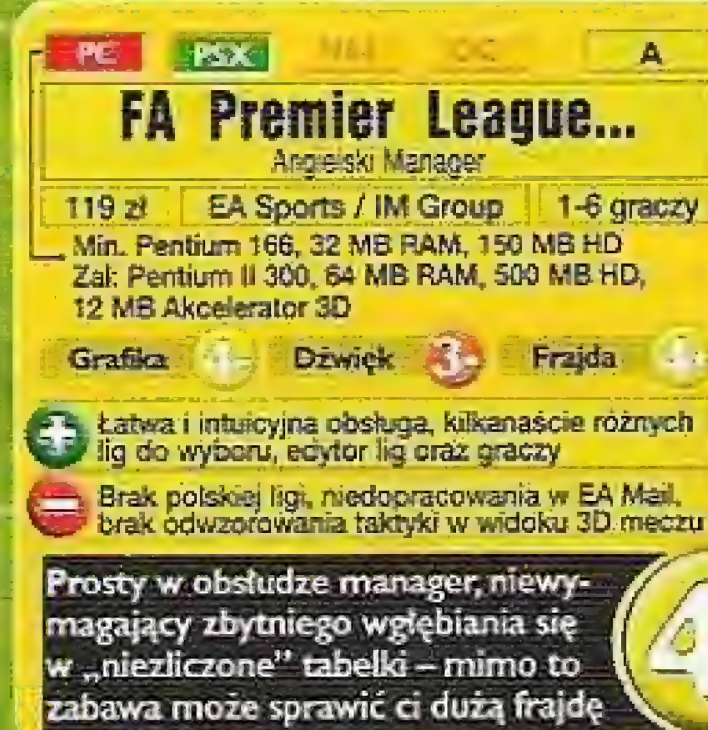 PC PSX N64 DC A
FA Premier League...
Angielski Manager
119 zł EA Sports / IM Group 1-6 graczy
Min. Pentium 166, 32 MB RAM, 150 MB HD
Zal: Pentium II 300, 64 MB RAM, 500 MB HD,
12 MB Akcelerator 3D
Grafika 4- Dźwięk 3- Frajda 4
Łatwa i intuicyjna obsługa, kilkanaście różnych
lig do wyboru, edytor lig oraz graczy
Brak polskiej ligi, niedopracowania w EA Mail,
brak odwzorowania taktyki w widoku 3D meczu
Prosty w obsłudze manager, niewy-
magający zbytniego wgłębiania się
w „niezliczone” tabelki – mimo to
zabawa może sprawić ci dużą frajdę
4